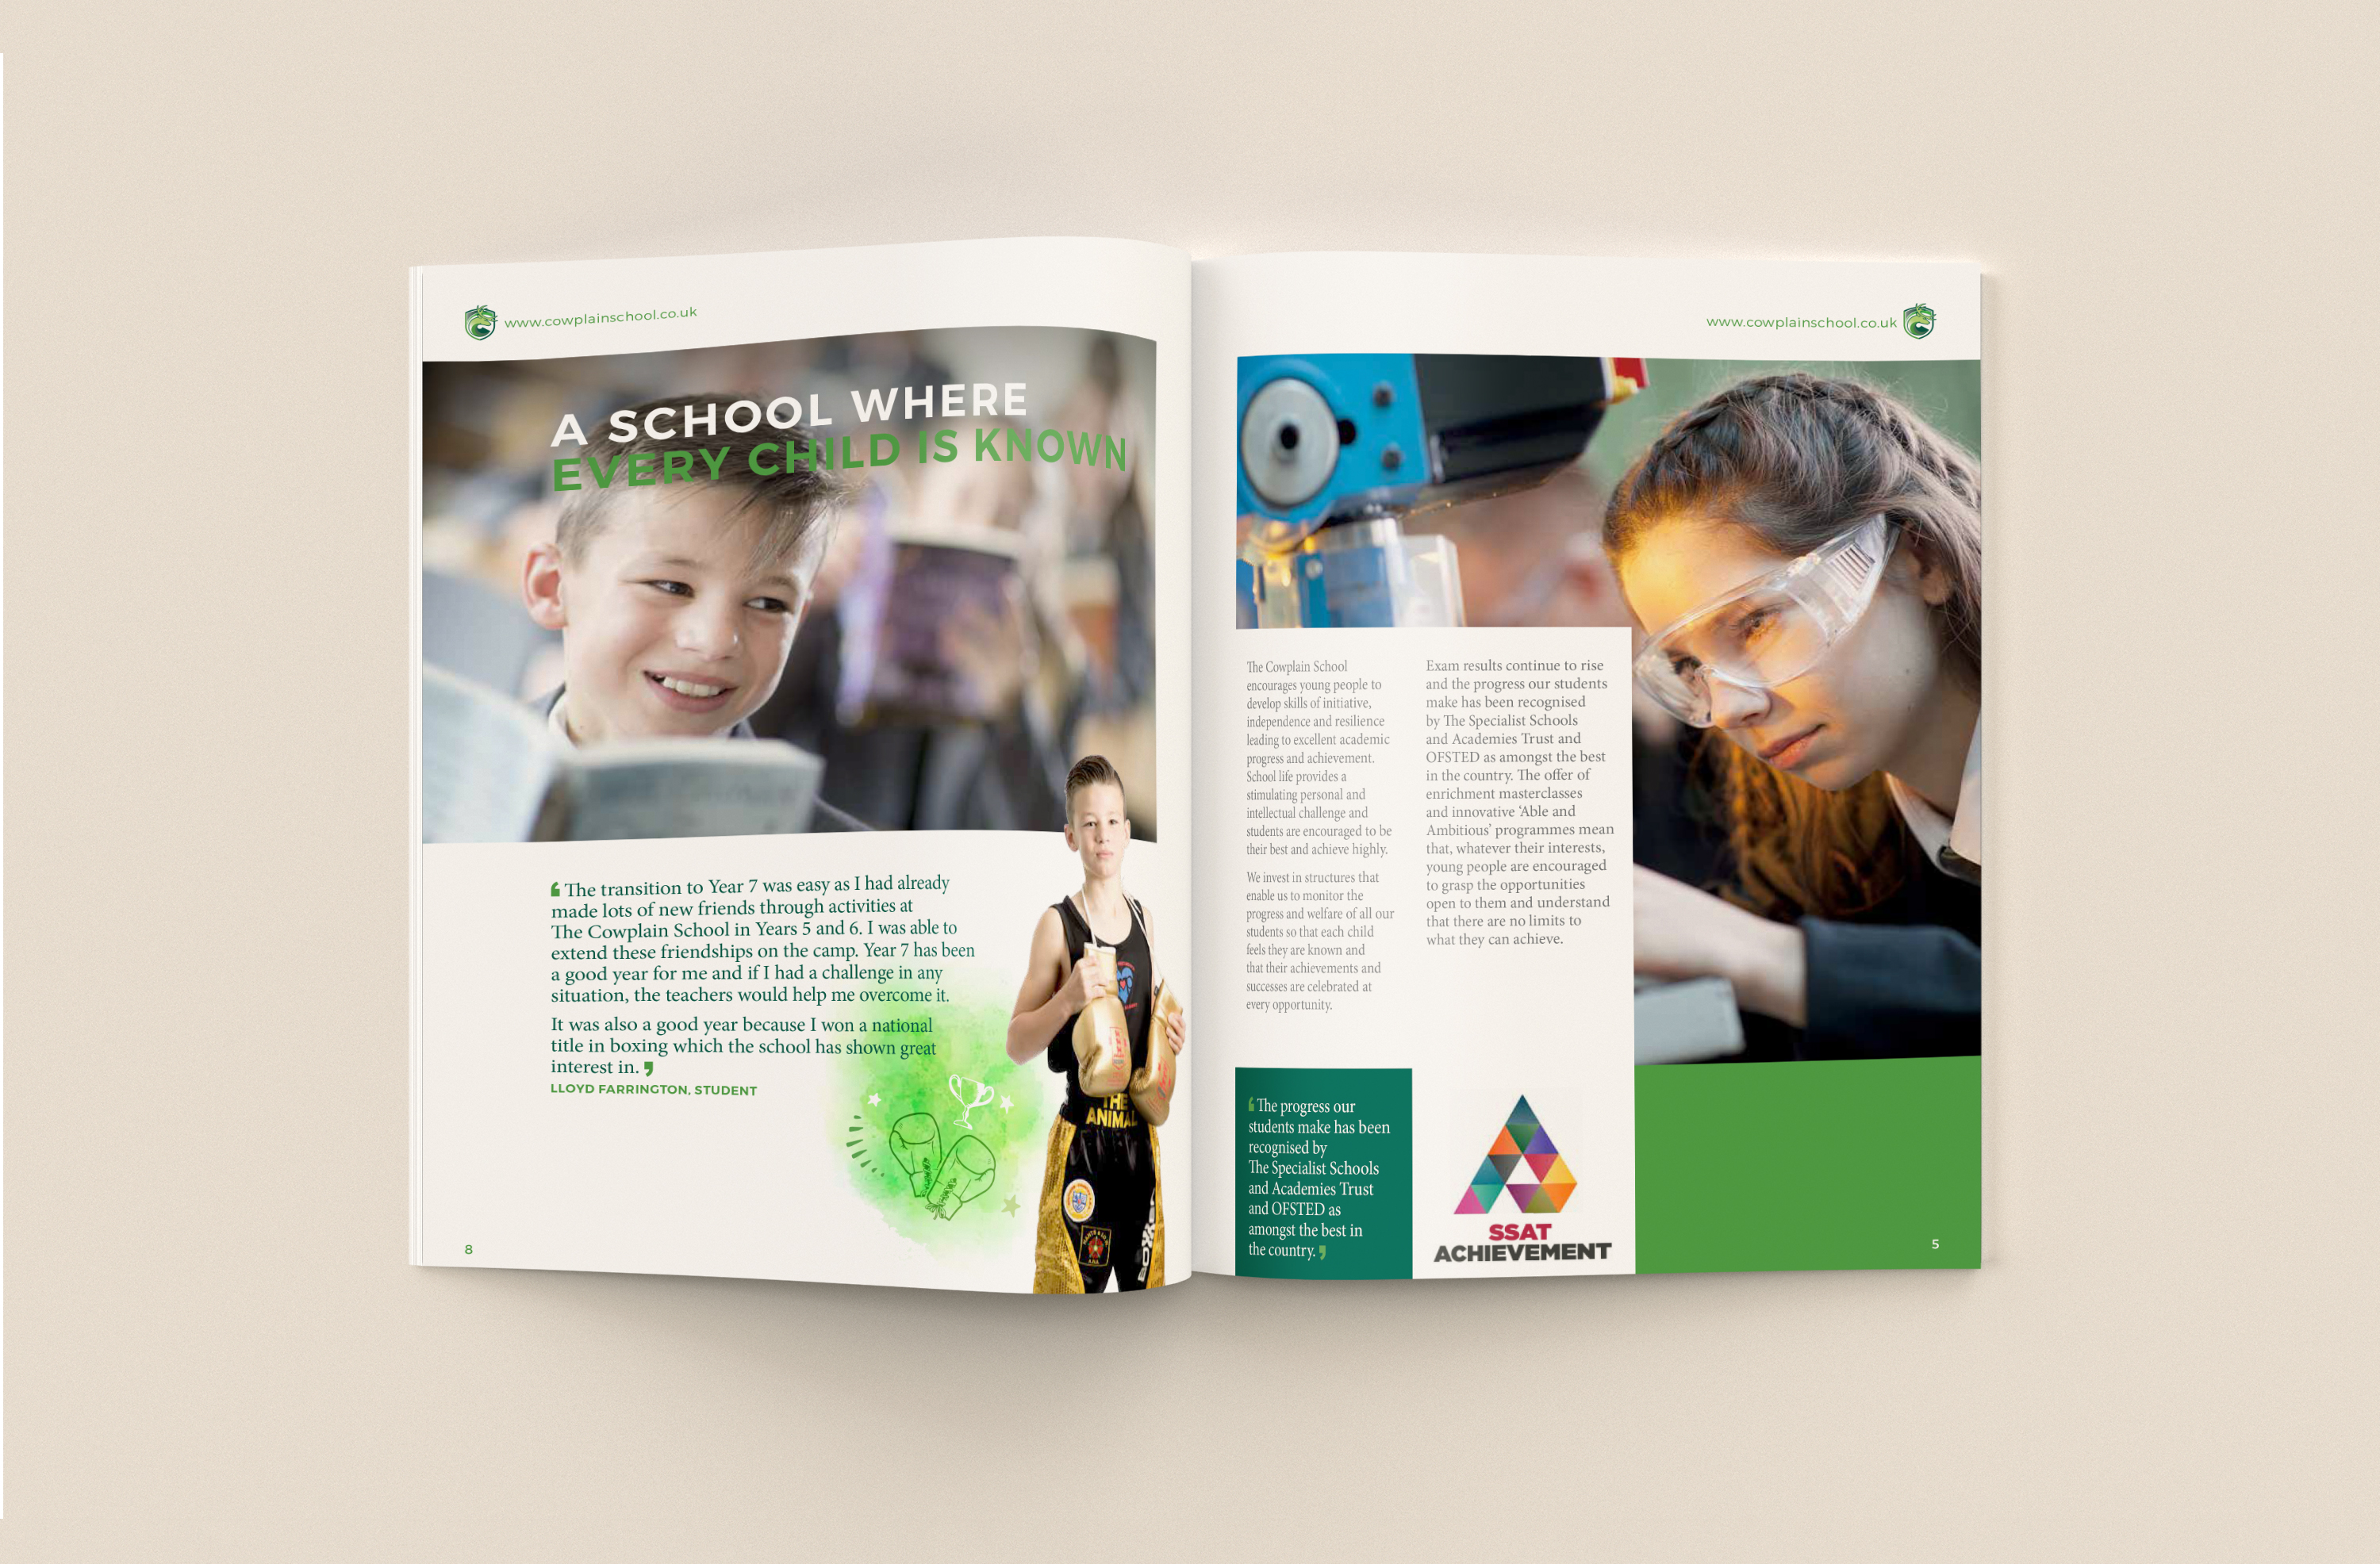 www.cowplainschool.co.uk
A SCHOOL WHERE
EVERY CHILD IS KNOWN
‘ The transition to Year 7 was easy as I had already
made lots of new friends through activities at
The Cowplain School in Years 5 and 6. I was able to
extend these friendships on the camp. Year 7 has been
a good year for me and if I had a challenge in any
situation, the teachers would help me overcome it.
It was also a good year because I won a national
title in boxing which the school has shown great
interest in. ’
LLOYD FARRINGTON, STUDENT
THE
ANIMAL
8
www.cowplainschool.co.uk
The Cowplain School
encourages young people to
develop skills of initiative,
independence and resilience
leading to excellent academic
progress and achievement.
School life provides a
stimulating personal and
intellectual challenge and
students are encouraged to be
their best and achieve highly.
We invest in structures that
enable us to monitor the
progress and welfare of all our
students so that each child
feels they are known and
that their achievements and
successes are celebrated at
every opportunity.
Exam results continue to rise
and the progress our students
make has been recognised
by The Specialist Schools
and Academies Trust and
OFSTED as amongst the best
in the country. The offer of
enrichment masterclasses
and innovative ‘Able and
Ambitious’ programmes mean
that, whatever their interests,
young people are encouraged
to grasp the opportunities
open to them and understand
that there are no limits to
what they can achieve.
‘ The progress our
students make has been
recognised by
The Specialist Schools
and Academies Trust
and OFSTED as
amongst the best in
the country. ’
SSAT
ACHIEVEMENT
5